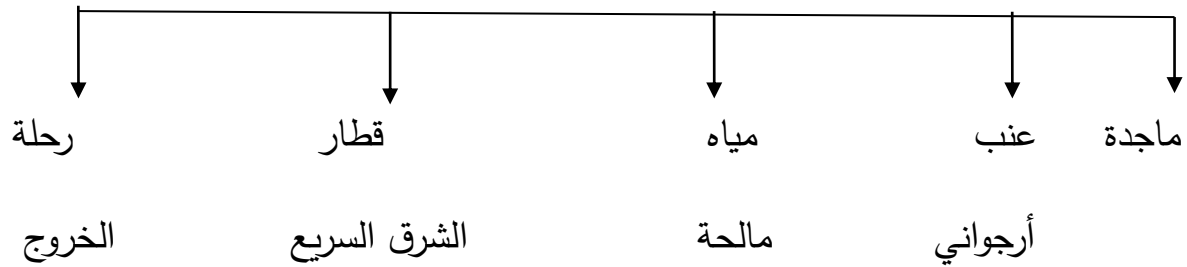 ماجدة عنب مياه قطار رحلة
أرجواني مالحة الشرق السريع الخروج